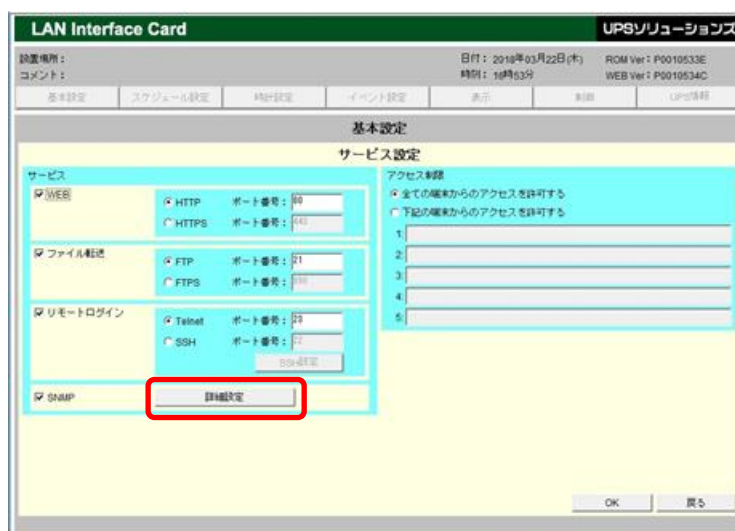 LAN Interface Card
UPSソリューションズ
設置場所：
コメント：
日付： 2018年03月22日(木)
時刻： 16時53分
ROM Ver： P0010533E
WEB Ver： P0010534C
基本設定 スケジュール設定 時計設定 イベント設定 表示 制御 UPS情報
基本設定
サービス設定
サービス
WEB
HTTP ポート番号： 80
HTTPS ポート番号： 443
ファイル転送
FTP ポート番号： 21
FTPS ポート番号： 990
リモートログイン
Telnet ポート番号： 23
SSH ポート番号： 22
SSH設定
SNMP 詳細設定
アクセス制限
全ての端末からのアクセスを許可する
下記の端末からのアクセスを許可する
1:
2:
3:
4:
5:
OK 戻る